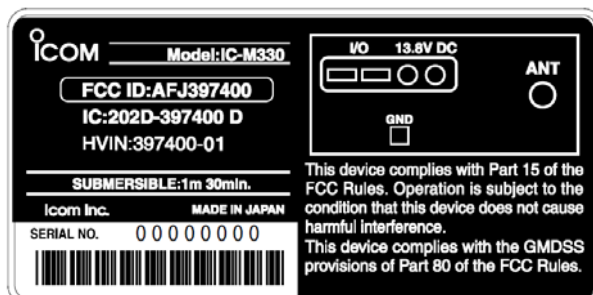 ICOM Model:IC-M330
FCC ID:AFJ397400
IC:202D-397400 D
HVIN:397400-01
SUBMERSIBLE:1m 30min.
Icom Inc. MADE IN JAPAN
SERIAL NO. 00000000
I/O 13.8V DC
ANT
GND
This device complies with Part 15 of the
FCC Rules. Operation is subject to the
condition that this device does not cause
harmful interference.
This device complies with the GMDSS
provisions of Part 80 of the FCC Rules.